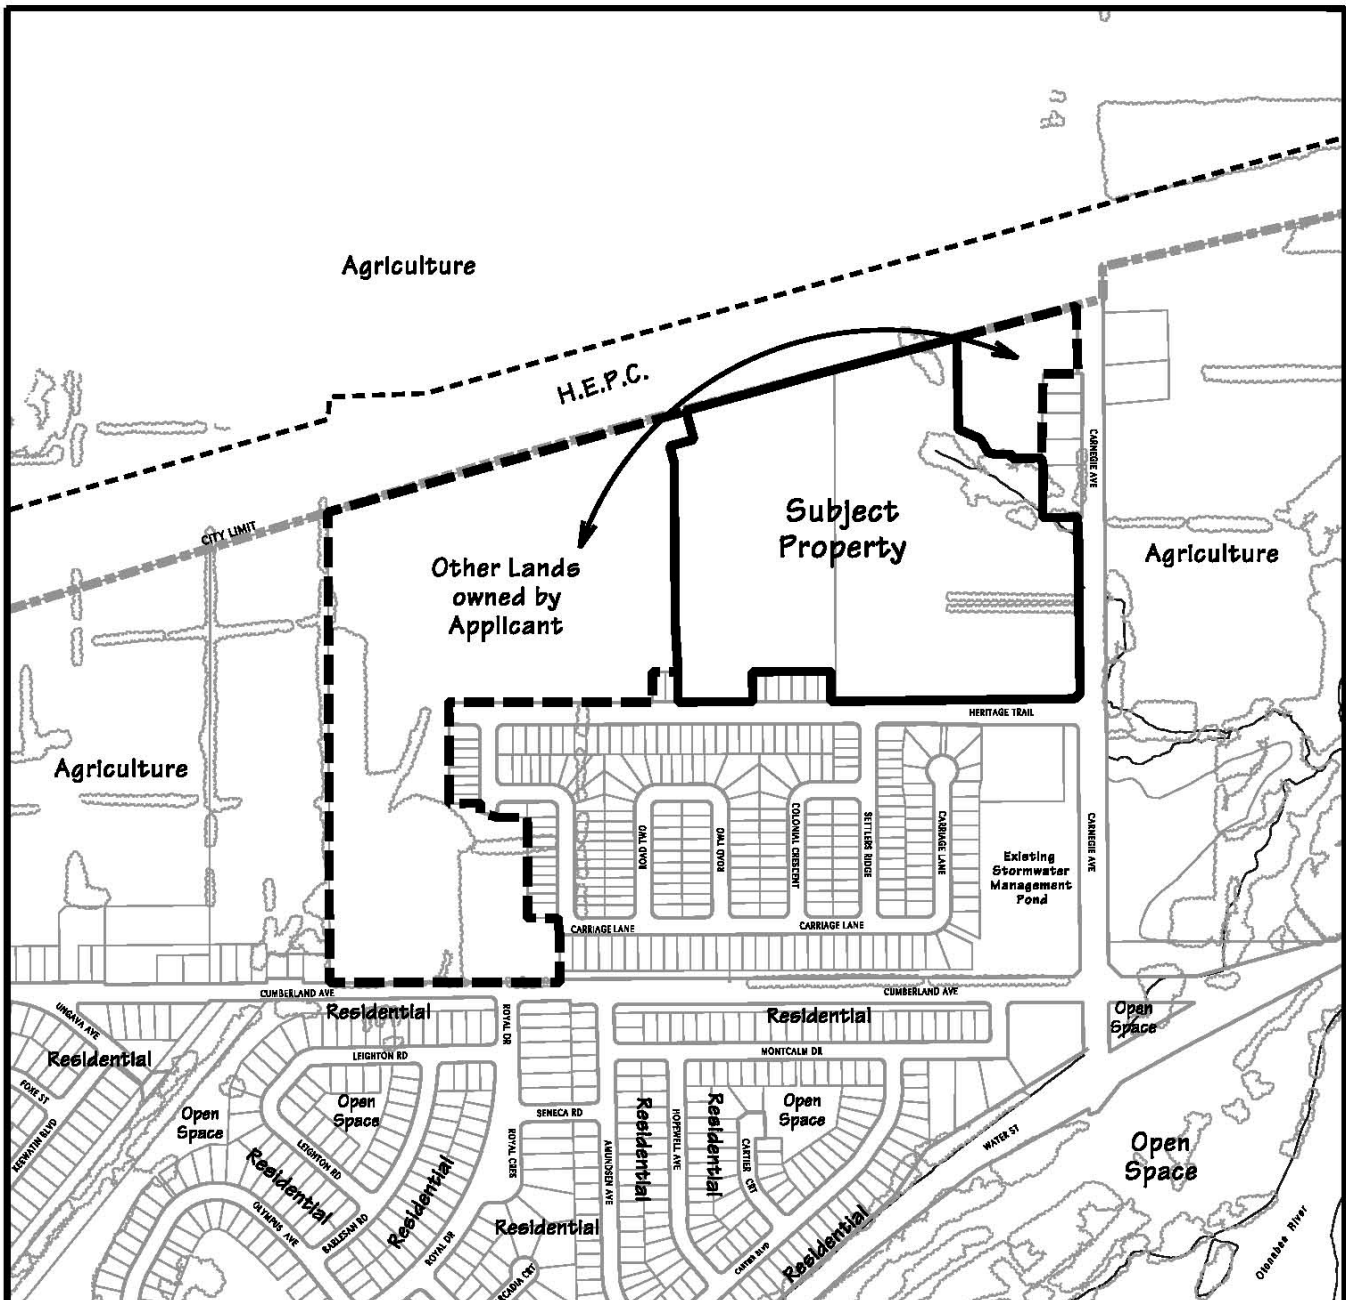 Agriculture
H.E.P.C.
CITY LIMIT
CARNEGIE AVE
Subject
Property
Agriculture
Other Lands
owned by
Applicant
HERITAGE TRAIL
Agriculture
ROAD TWO
ROAD TWO
COLONIAL CRESCENT
SETTLERS RIDGE
CARRIAGE LANE
CARNEGIE AVE
Existing
Stormwater
Management
Pond
CARRIAGE LANE
CARRIAGE LANE
CUMBERLAND AVE
CUMBERLAND AVE
UNGAVA AVE
Residential
ROYAL DR
Residential
Open
Space
Residential
LEIGHTON RD
MONTCALM DR
FOXE ST
KEEWATIN BLVD
Open
Space
Open
Space
SENECA RD
Residential
HOPEWELL AVE
Residential
Open
Space
CARTIER CRT
WATER ST
Open
Space
LEIGHTON RD
Residential
ROYAL CRES
AMUNDSEN AVE
OLYMPUS AVE
BARLESAN RD
Residential
ROYAL DR
Residential
ARCADIA CRT
CARTIER BLVD
Residential
Otonabee River